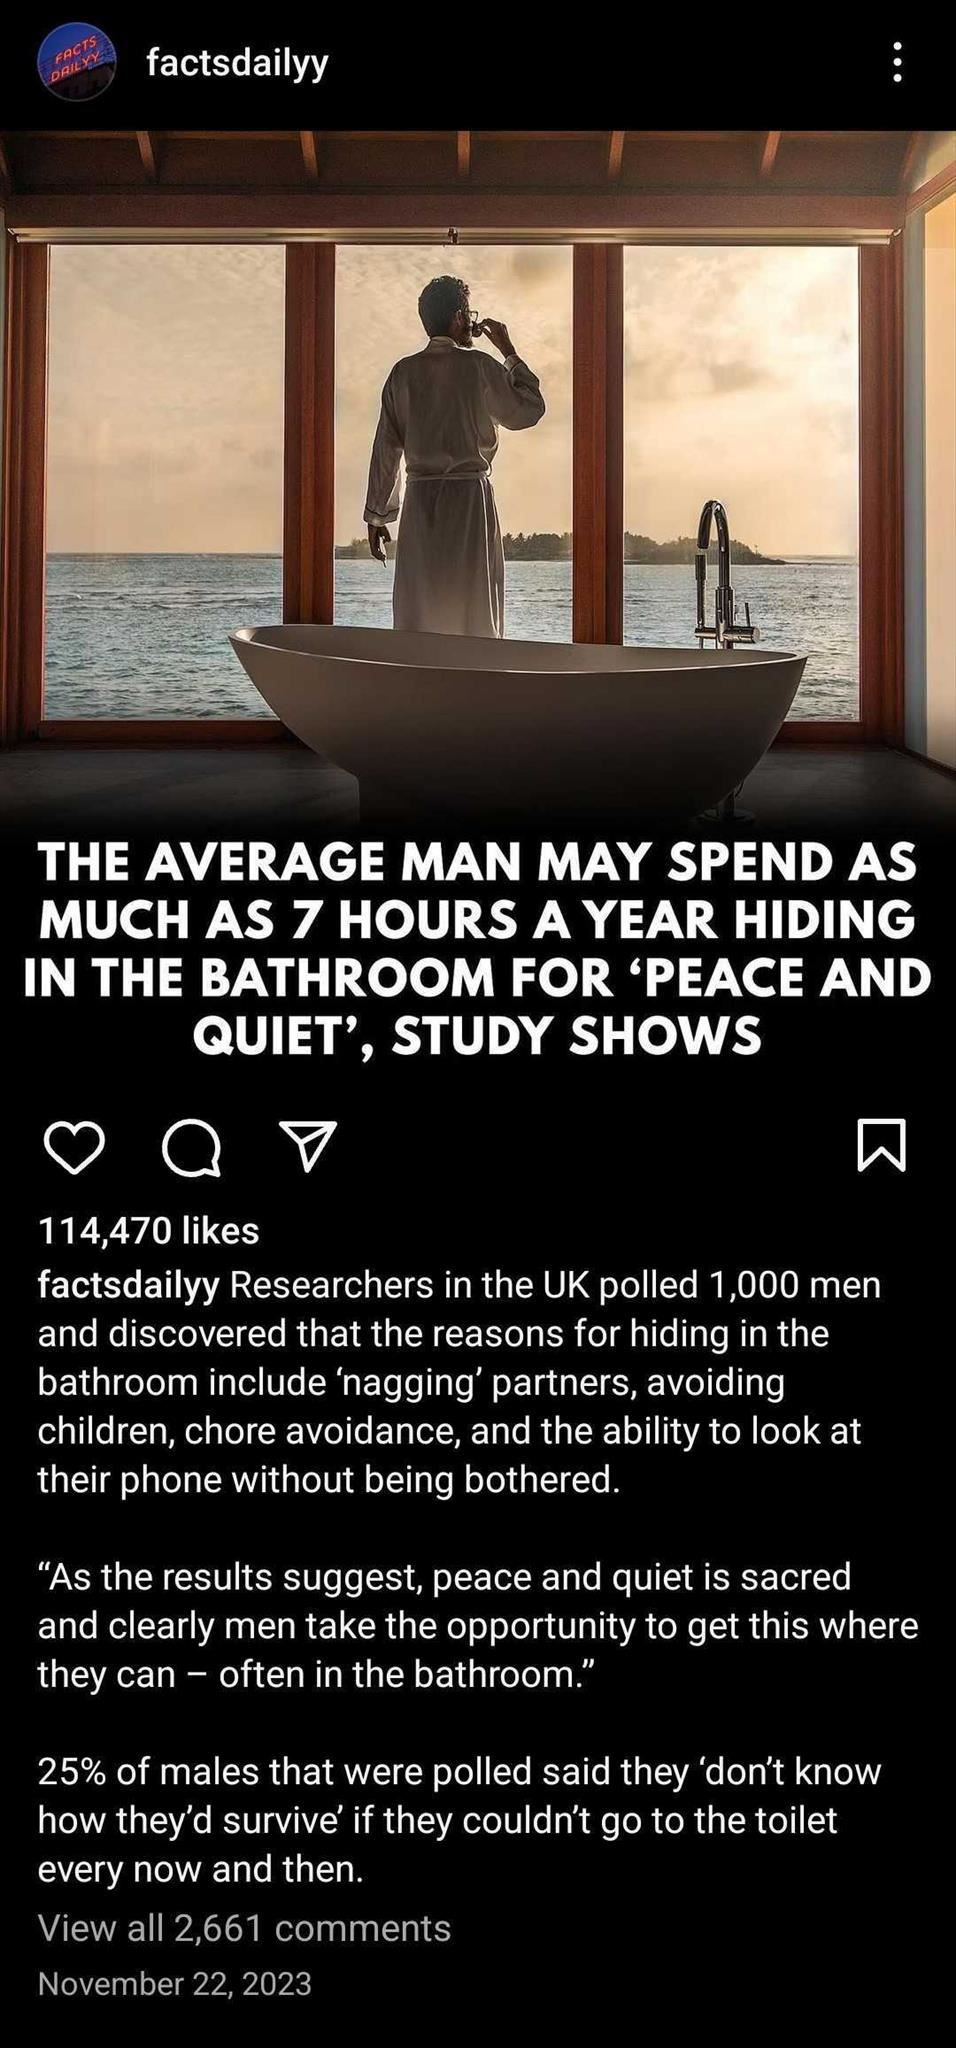 FACTS
DAILYY
factsdailyy
THE AVERAGE MAN MAY SPEND AS
MUCH AS 7 HOURS A YEAR HIDING
IN THE BATHROOM FOR ‘PEACE AND
QUIET’, STUDY SHOWS
114,470 likes
factsdailyy Researchers in the UK polled 1,000 men
and discovered that the reasons for hiding in the
bathroom include ‘nagging’ partners, avoiding
children, chore avoidance, and the ability to look at
their phone without being bothered.
“As the results suggest, peace and quiet is sacred
and clearly men take the opportunity to get this where
they can – often in the bathroom.”
25% of males that were polled said they ‘don’t know
how they’d survive’ if they couldn’t go to the toilet
every now and then.
View all 2,661 comments
November 22, 2023